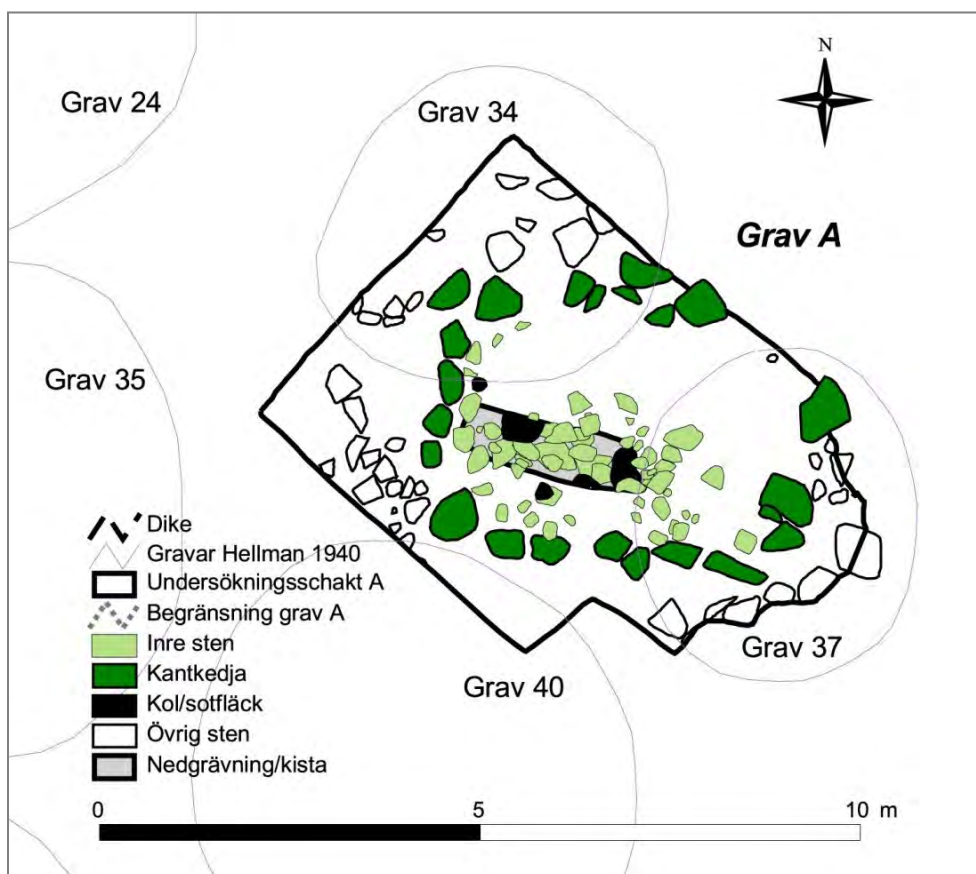 N
Grav 24
Grav 34
Grav A
Grav 35
Dike
Gravar Hellman 1940
Undersökningsschakt A
Begränsning grav A
Inre sten
Kantkedja
Kol/sotfläck
Övrig sten
Nedgrävning/kista
Grav 37
Grav 40
0 5 10 m